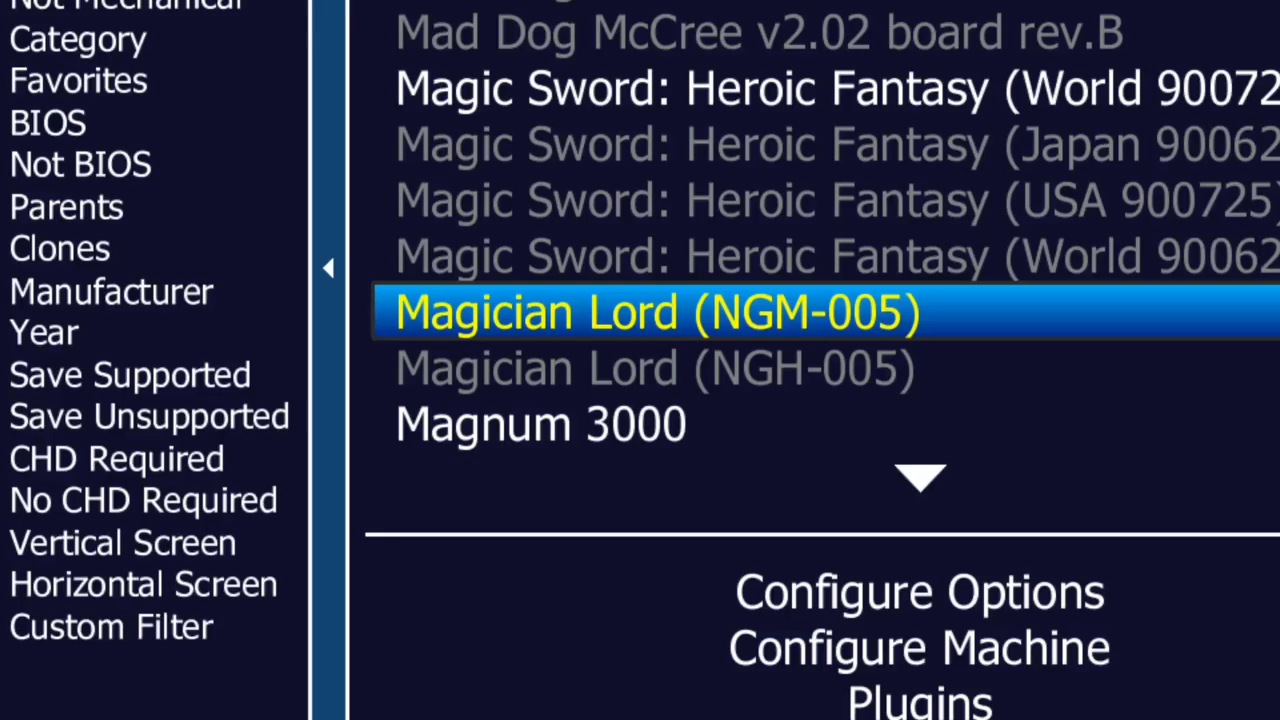 Not Mechanical
Category
Favorites
BIOS
Not BIOS
Parents
Clones
Manufacturer
Year
Save Supported
Save Unsupported
CHD Required
No CHD Required
Vertical Screen
Horizontal Screen
Custom Filter
Mad Dog McCree v2.02 board rev.B
Magic Sword: Heroic Fantasy (World 90072
Magic Sword: Heroic Fantasy (Japan 90062
Magic Sword: Heroic Fantasy (USA 900725)
Magic Sword: Heroic Fantasy (World 90062
Magician Lord (NGM-005)
Magician Lord (NGH-005)
Magnum 3000
Configure Options
Configure Machine
Plugins